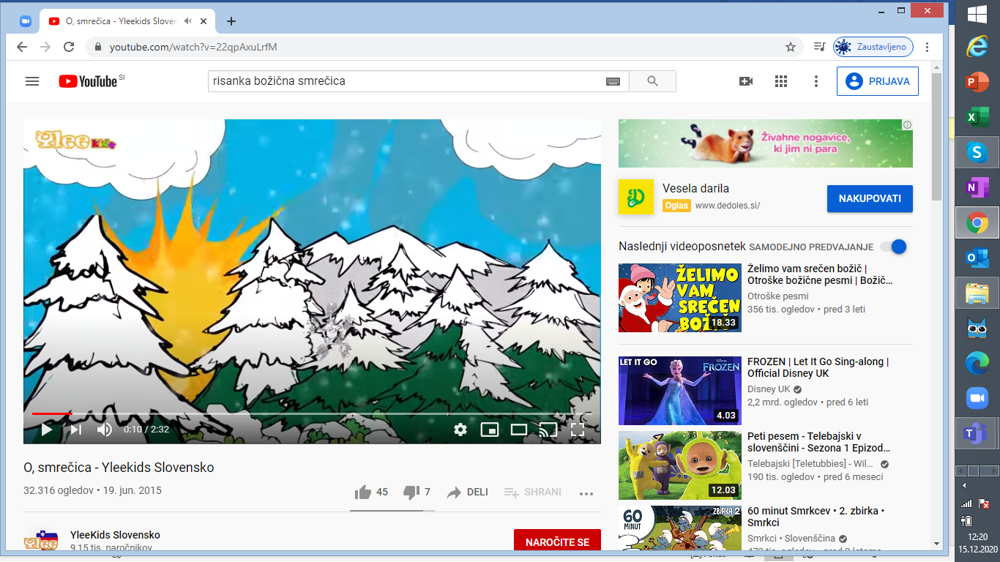 O, smrečica - Yleekids Sloven
youtube.com/watch?v=22qpAxuLrfM
Zaustavljeno
YouTube SI
risanka božična smrečica
PRIJAVA
Ylee kids
0:10 / 2:32
O, smrečica - Yleekids Slovensko
32.316 ogledov • 19. jun. 2015
45
7
DELI
SHRANI
YleeKids Slovensko
9,15 tis. naročnikov
NAROČITE SE
Živahne nogavice,
ki jim ni para
Vesela darila
Oglas www.dedoles.si/
NAKUPOVATI
Naslednji videoposnetek SAMODEJNO PREDVAJANJE
ŽELIMO
VAM
SREČEN
BOŽIČ
18.33
Želimo vam srečen božič |
Otroške božične pesmi | Božič...
Otroške pesmi
356 tis. ogledov • pred 3 leti
LET IT GO
Disney
FROZEN
4.03
FROZEN | Let It Go Sing-along |
Official Disney UK
Disney UK
2,2 mrd. ogledov • pred 6 leti
12.03
Peti pesem - Telebajski v
slovenščini - Sezona 1 Epizod...
Telebajski [Teletubbies] - Wil...
190 tis. ogledov • pred 6 meseci
60
MINUT
ZBIRKA 2
60 minut Smrkcev • 2. zbirka •
Smrkci
Smrkci • Slovenščina
12:20
15.12.2020